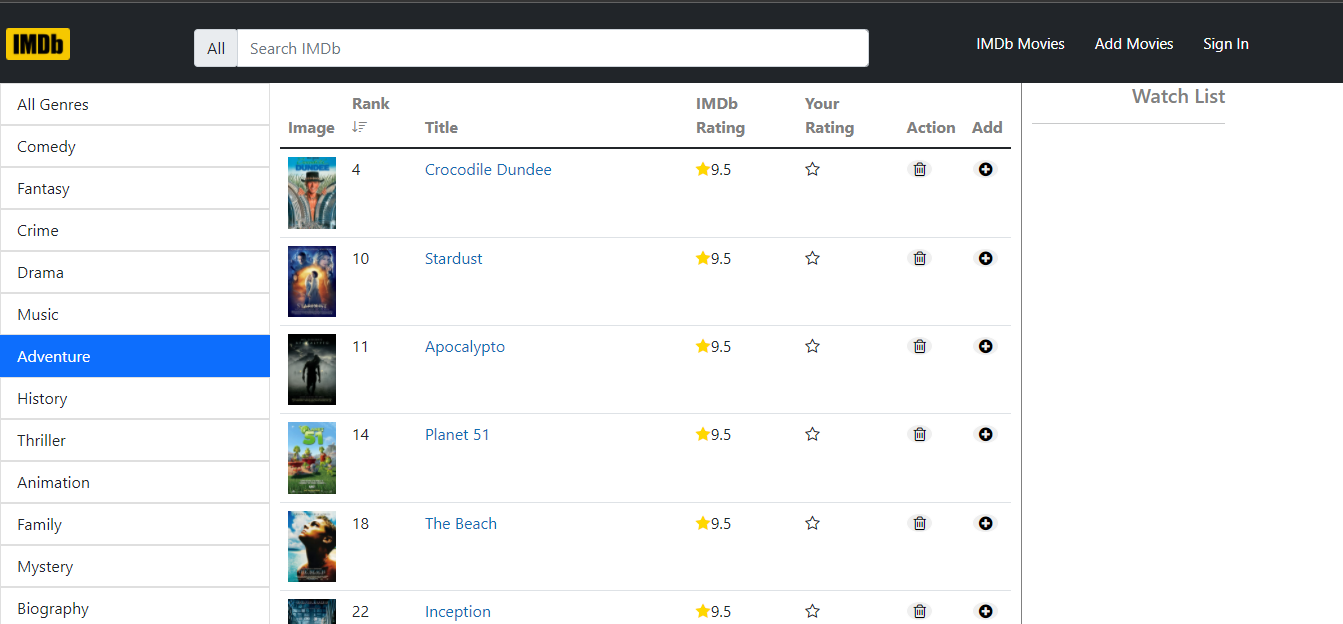 IMDb
All
Search IMDb
IMDb Movies
Add Movies
Sign In
All Genres
Comedy
Fantasy
Crime
Drama
Music
Adventure
History
Thriller
Animation
Family
Mystery
Biography
Image
Rank
Title
IMDb
Rating
Your
Rating
Action
Add
DUNDEE
4
Crocodile Dundee
9.5
10
Stardust
9.5
11
Apocalypto
9.5
51
14
Planet 51
9.5
18
The Beach
9.5
22
Inception
9.5
Watch List